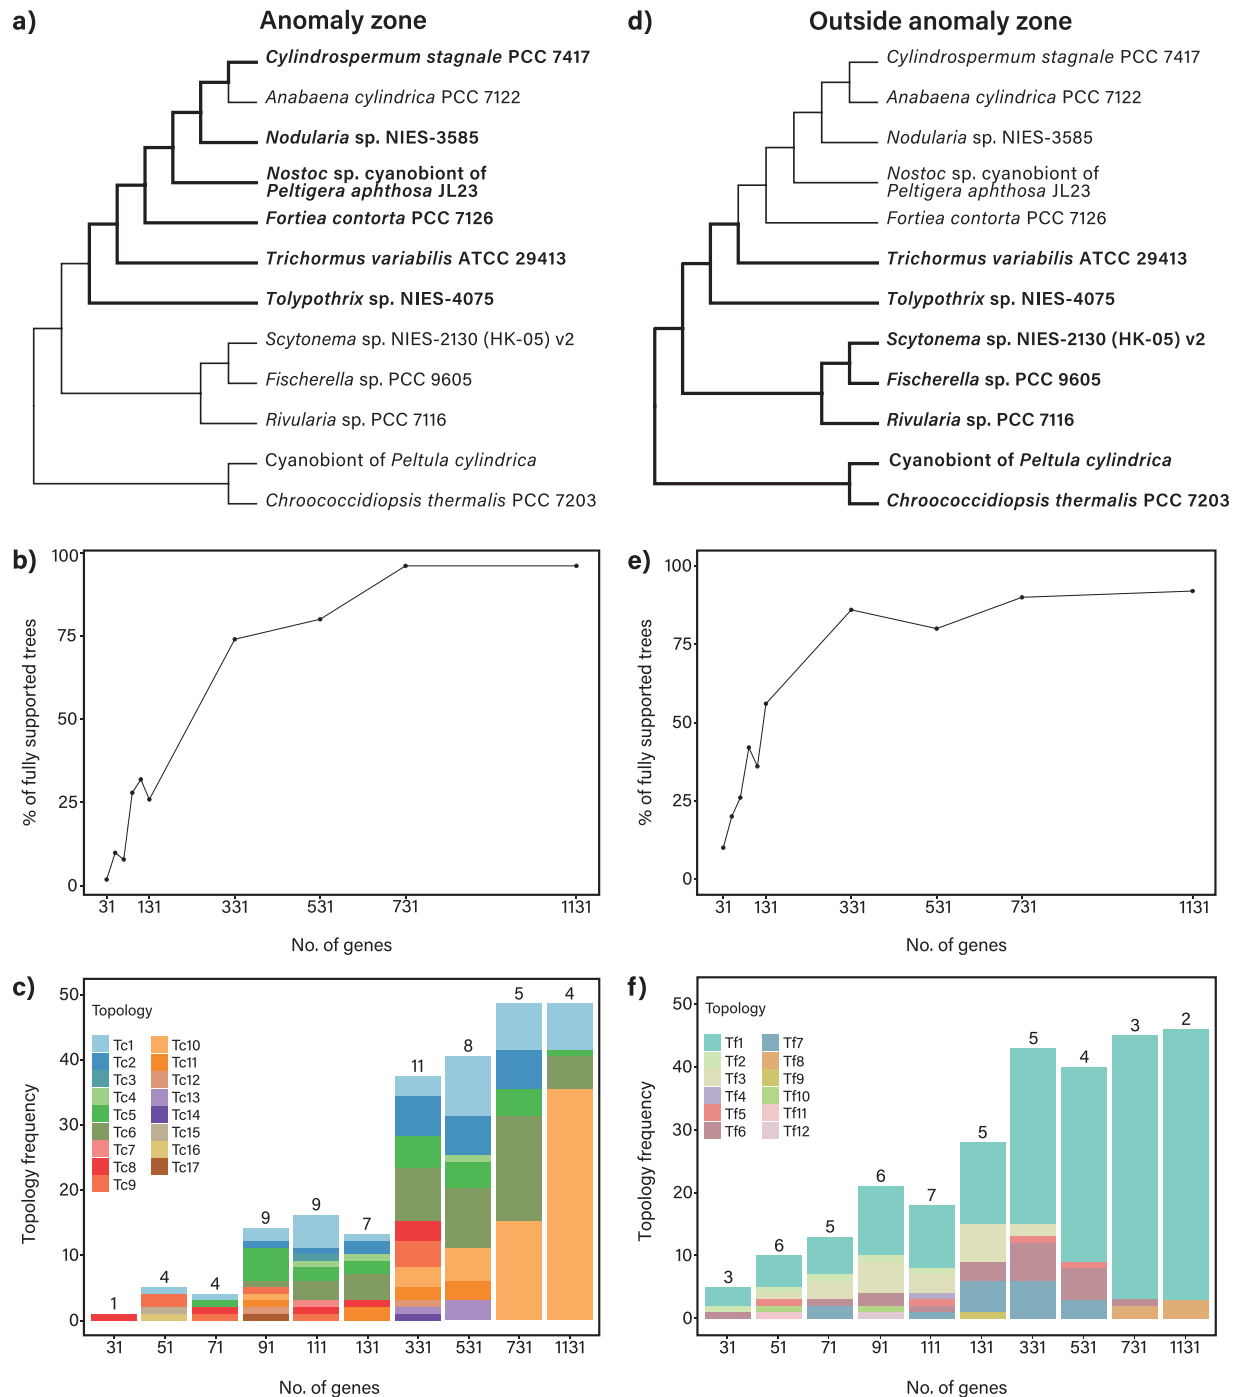 a)
Anomaly zone
Cylindrospermum stagnale PCC 7417
Anabaena cylindrica PCC 7122
Nodularia sp. NIES-3585
Nostoc sp. cyanobiont of
Peltigera aphthosa JL23
Fortiea contorta PCC 7126
Trichormus variabilis ATCC 29413
Tolypothrix sp. NIES-4075
Scytonema sp. NIES-2130 (HK-05) v2
Fischerella sp. PCC 9605
Rivularia sp. PCC 7116
Cyanobiont of Peltula cylindrica
Chroococcidiopsis thermalis PCC 7203
d)
Outside anomaly zone
Cylindrospermum stagnale PCC 7417
Anabaena cylindrica PCC 7122
Nodularia sp. NIES-3585
Nostoc sp. cyanobiont of
Peltigera aphthosa JL23
Fortiea contorta PCC 7126
Trichormus variabilis ATCC 29413
Tolypothrix sp. NIES-4075
Scytonema sp. NIES-2130 (HK-05) v2
Fischerella sp. PCC 9605
Rivularia sp. PCC 7116
Cyanobiont of Peltula cylindrica
Chroococcidiopsis thermalis PCC 7203
b)
% of fully supported trees
100
75
50
25
0
31 131 331 531 731 1131
No. of genes
e)
% of fully supported trees
100
75
50
25
0
31 131 331 531 731 1131
No. of genes
c)
Topology frequency
50
40
30
20
10
0
Topology
Tc1 Tc10
Tc2 Tc11
Tc3 Tc12
Tc4 Tc13
Tc5 Tc14
Tc6 Tc15
Tc7 Tc16
Tc8 Tc17
Tc9
1 4 4 9 9 7 11 8 5 4
31 51 71 91 111 131 331 531 731 1131
No. of genes
f)
Topology frequency
50
40
30
20
10
0
Topology
Tf1 Tf7
Tf2 Tf8
Tf3 Tf9
Tf4 Tf10
Tf5 Tf11
Tf6 Tf12
3 6 5 6 7 5 5 4 3 2
31 51 71 91 111 131 331 531 731 1131
No. of genes